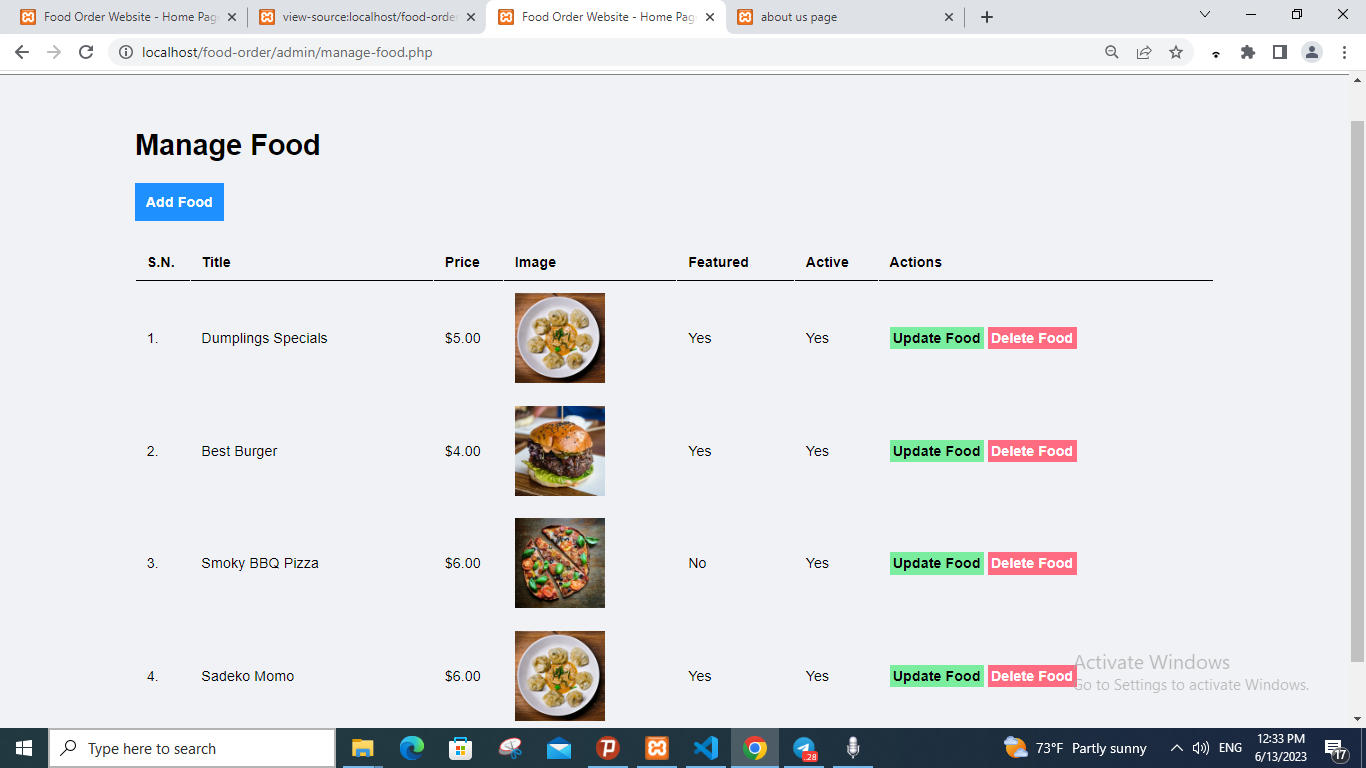 Food Order Website - Home Pag
view-source:localhost/food-order
Food Order Website - Home Pag
about us page
localhost/food-order/admin/manage-food.php
Manage Food
Add Food
S.N. Title Price Image Featured Active Actions
1. Dumplings Specials $5.00 Yes Yes Update Food Delete Food
2. Best Burger $4.00 Yes Yes Update Food Delete Food
3. Smoky BBQ Pizza $6.00 No Yes Update Food Delete Food
4. Sadeko Momo $6.00 Yes Yes Update Food Delete Food
Activate Windows
Go to Settings to activate Windows.
Type here to search
28
73°F Partly sunny
ENG
12:33 PM
6/13/2023
17